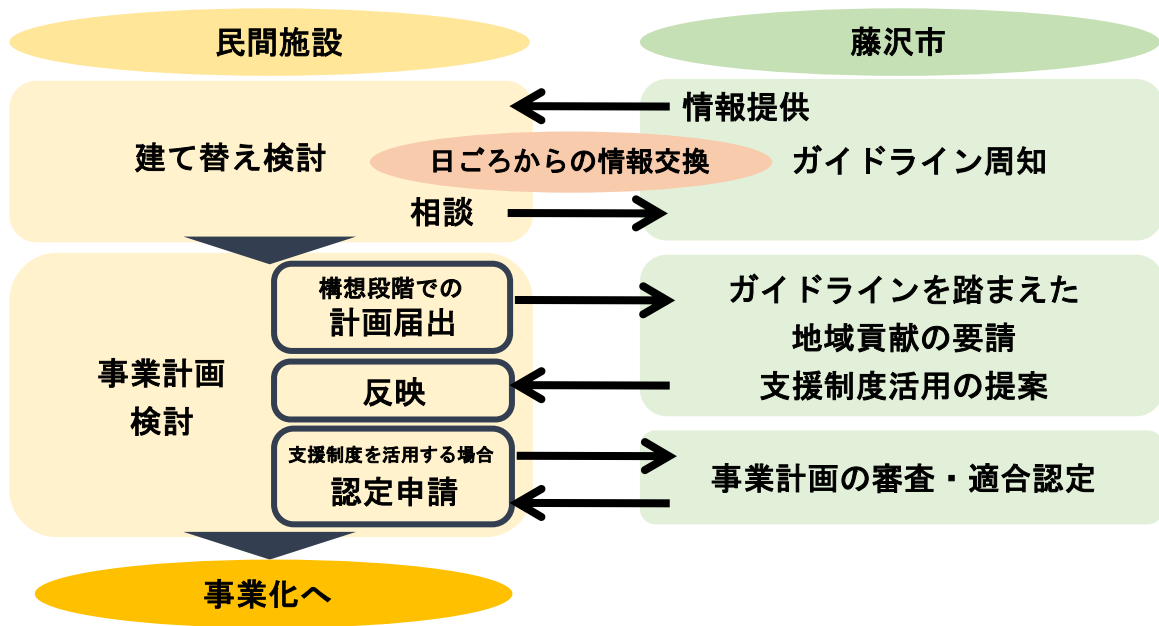 民間施設
藤沢市
情報提供
建て替え検討
日ごろからの情報交換
ガイドライン周知
相談
構想段階での
計画届出
ガイドラインを踏まえた
地域貢献の要請
支援制度活用の提案
事業計画
検討
反映
支援制度を活用する場合
認定申請
事業計画の審査・適合認定
事業化へ